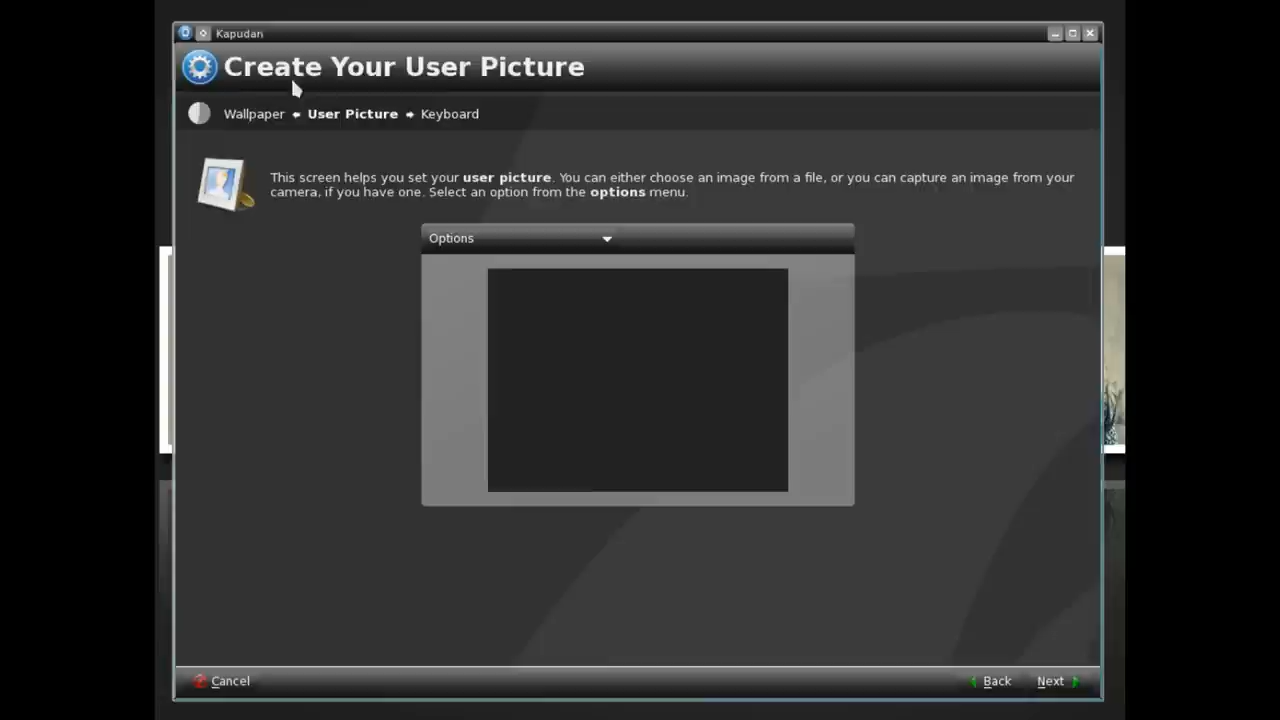 Kapudan
Create Your User Picture
Wallpaper User Picture Keyboard
This screen helps you set your user picture. You can either choose an image from a file, or you can capture an image from your
camera, if you have one. Select an option from the options menu.
Options
Cancel Back Next